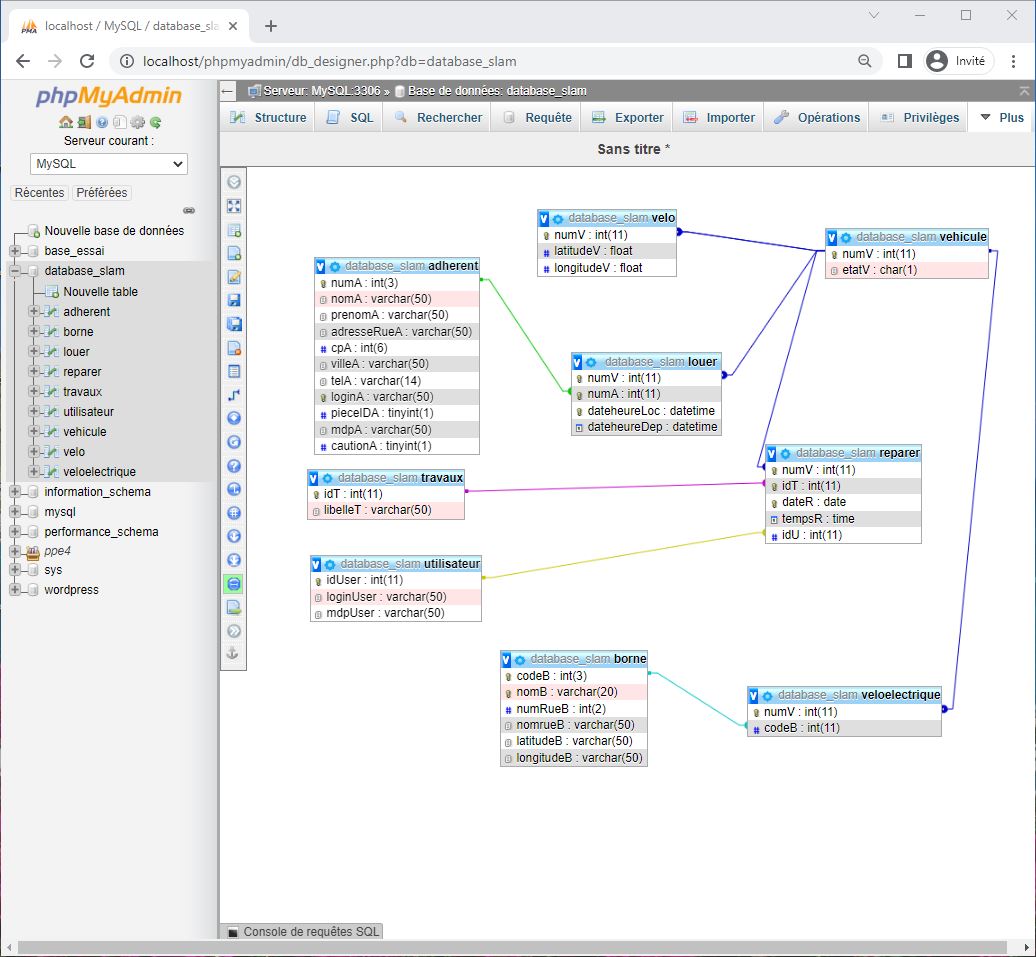 localhost / MySQL / database_sla
localhost/phpmyadmin/db_designer.php?db=database_slam
Invité
phpMyAdmin
Serveur courant :
MySQL
Récentes Préférées
Nouvelle base de données
base_essai
database_slam
Nouvelle table
adherent
borne
louer
reparer
travaux
utilisateur
vehicule
velo
veloelectrique
information_schema
mysql
performance_schema
ppe4
sys
wordpress
Serveur: MySQL:3306 » Base de données: database_slam
Structure SQL Rechercher Requête Exporter Importer Opérations Privilèges Plus
Sans titre *
database_slam velo
numV : int(11)
latitudeV : float
longitudeV : float
database_slam vehicule
numV : int(11)
etatV : char(1)
database_slam adherent
numA : int(3)
nomA : varchar(50)
prenomA : varchar(50)
adresseRueA : varchar(50)
cpA : int(6)
villeA : varchar(50)
telA : varchar(14)
loginA : varchar(50)
pieceIDA : tinyint(1)
mdpA : varchar(50)
cautionA : tinyint(1)
database_slam louer
numV : int(11)
numA : int(11)
dateheureLoc : datetime
dateheureDep : datetime
database_slam reparer
numV : int(11)
idT : int(11)
dateR : date
tempsR : time
idU : int(11)
database_slam travaux
idT : int(11)
libelleT : varchar(50)
database_slam utilisateur
idUser : int(11)
loginUser : varchar(50)
mdpUser : varchar(50)
database_slam borne
codeB : int(3)
nomB : varchar(20)
numRueB : int(2)
nomrueB : varchar(50)
latitudeB : varchar(50)
longitudeB : varchar(50)
database_slam veloelectrique
numV : int(11)
codeB : int(11)
Console de requêtes SQL